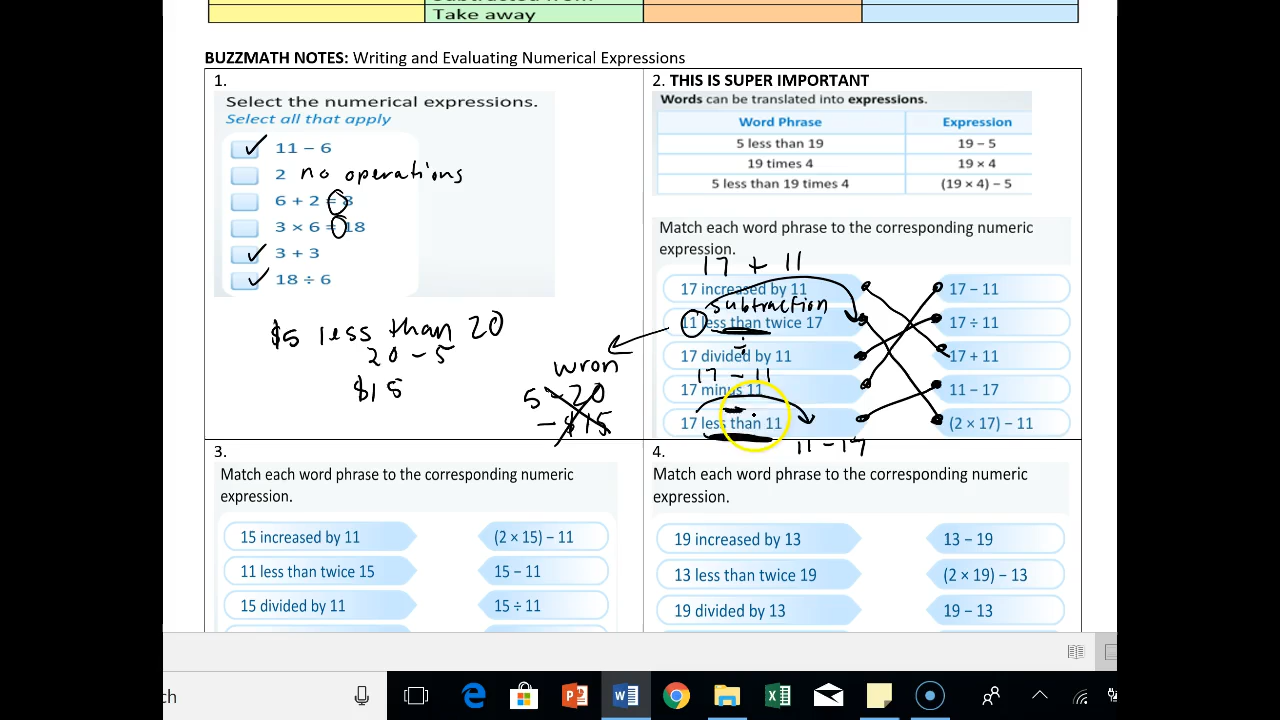 Subtracted from
Take away
BUZZMATH NOTES: Writing and Evaluating Numerical Expressions
1.
Select the numerical expressions.
Select all that apply
11 – 6
2 no operations
6 + 2 = 8
3 × 6 = 18
3 + 3
18 ÷ 6
$5 less than 20
20 - 5
$15
wron
5 - 20
- $15
2. THIS IS SUPER IMPORTANT
Words can be translated into expressions.
Word Phrase Expression
5 less than 19 19 – 5
19 times 4 19 × 4
5 less than 19 times 4 (19 × 4) – 5
Match each word phrase to the corresponding numeric
expression.
17 + 11
17 increased by 11 17 – 11
subtraction
11 less than twice 17 17 ÷ 11
÷
17 divided by 11 17 + 11
17 - 11
17 minus 11 11 – 17
-
17 less than 11 (2 × 17) – 11
11 - 17
3.
Match each word phrase to the corresponding numeric
expression.
15 increased by 11 (2 × 15) – 11
11 less than twice 15 15 – 11
15 divided by 11 15 ÷ 11
4.
Match each word phrase to the corresponding numeric
expression.
19 increased by 13 13 – 19
13 less than twice 19 (2 × 19) – 13
19 divided by 13 19 – 13
ch